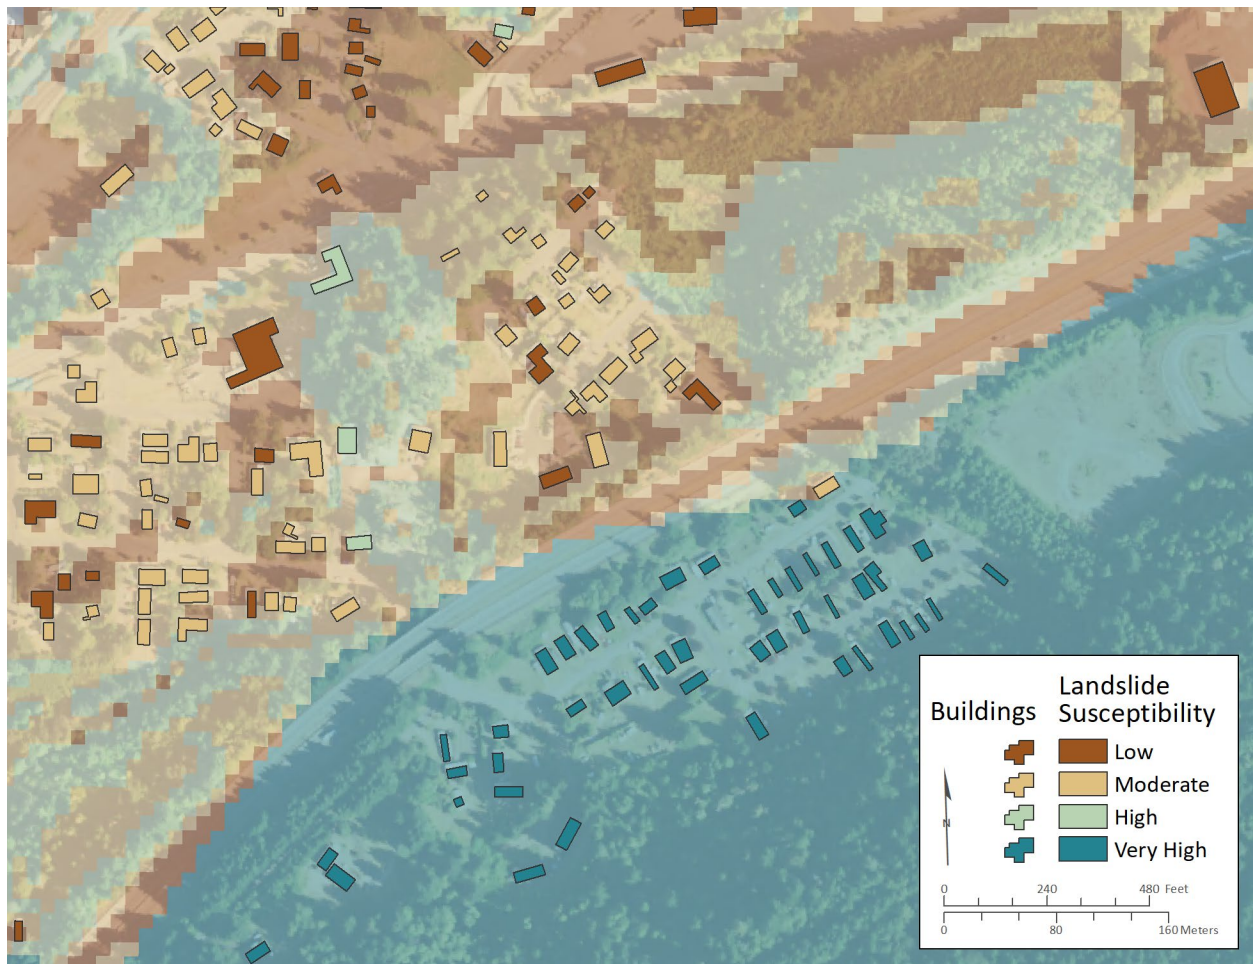 Buildings
Landslide
Susceptibility
Low
Moderate
High
Very High
N
0 240 480 Feet
0 80 160 Meters